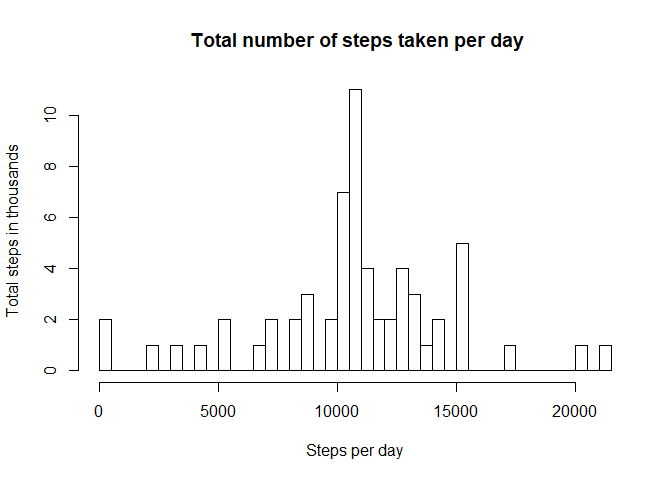 Total number of steps taken per day
Total steps in thousands
10
8
6
4
2
0
0 5000 10000 15000 20000
Steps per day